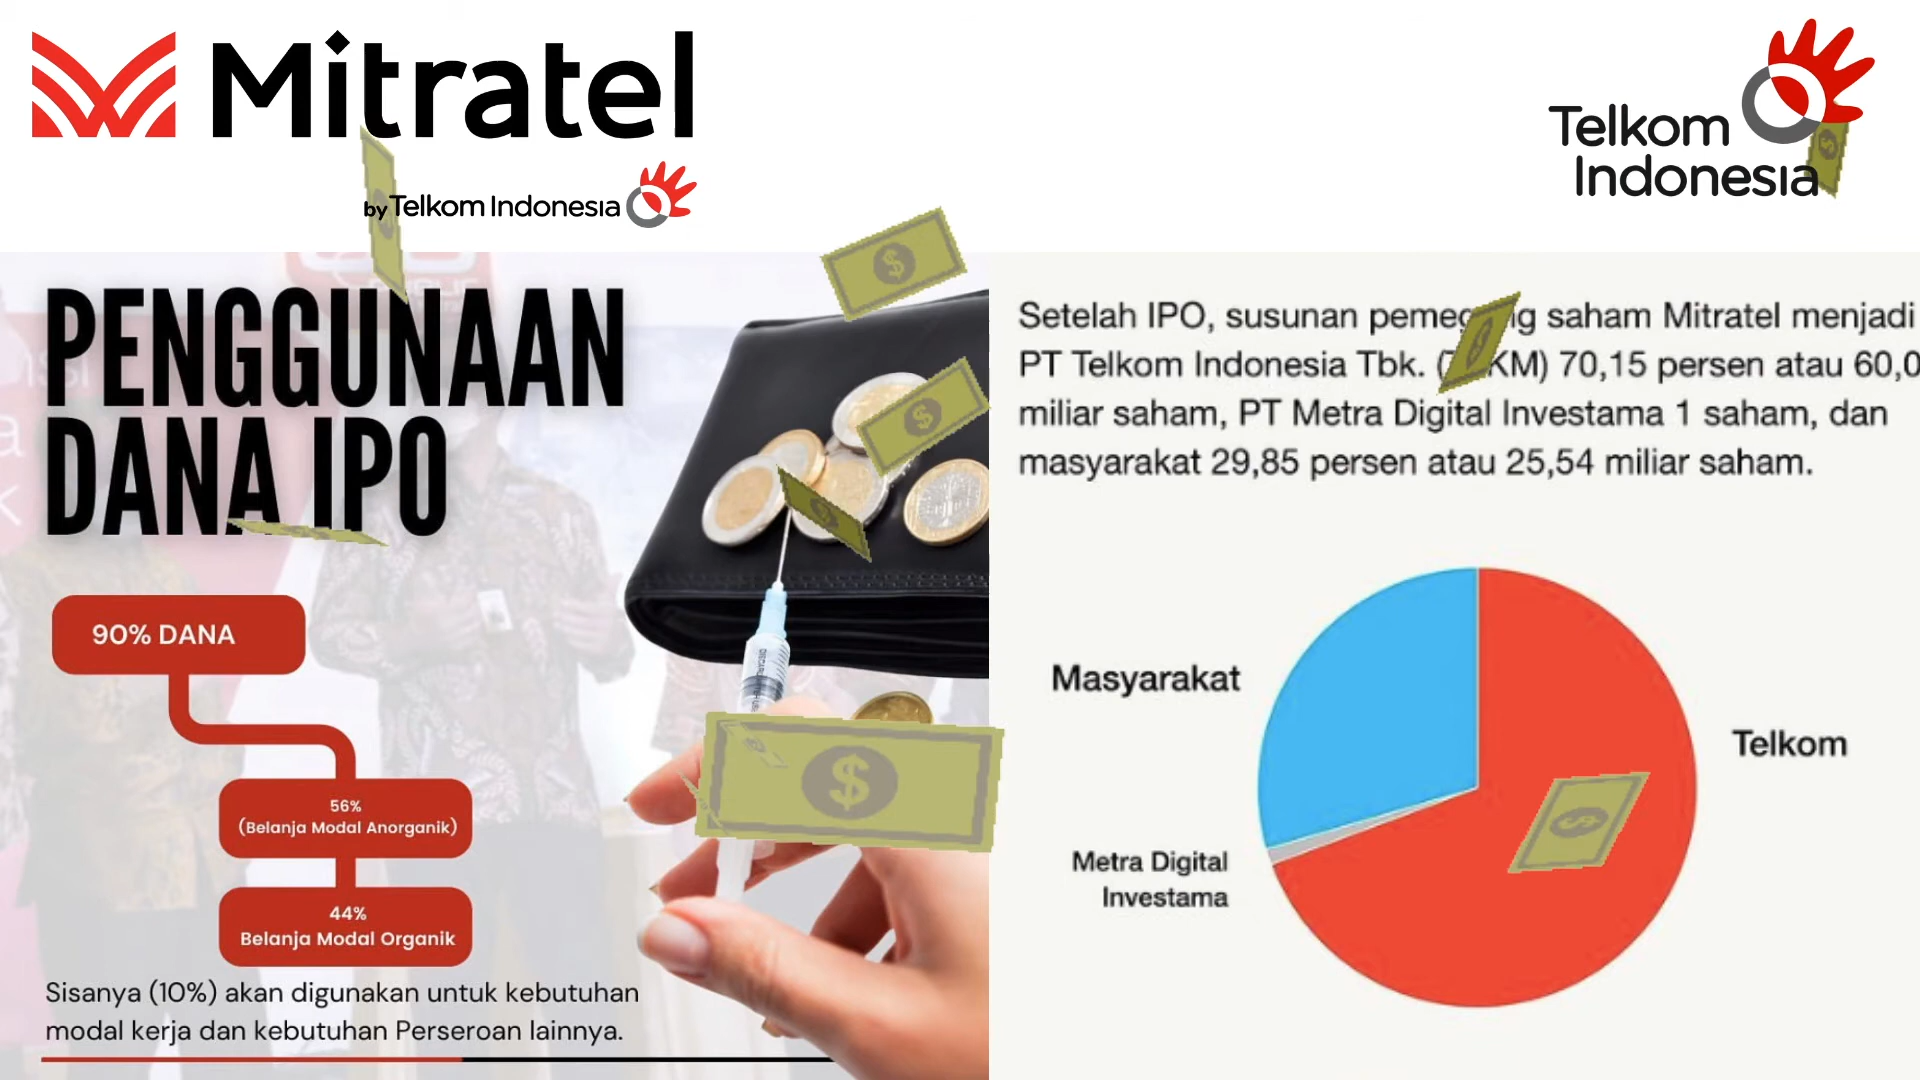 Mitratel
by Telkom Indonesia
Telkom
Indonesia
PENGGUNAAN
DANA IPO
90% DANA
56%
(Belanja Modal Anorganik)
44%
Belanja Modal Organik
Sisanya (10%) akan digunakan untuk kebutuhan
modal kerja dan kebutuhan Perseroan lainnya.
Setelah IPO, susunan saham Mitratel menjadi
PT Telkom Indonesia Tbk. 70,15 persen atau 60,0
miliar saham, PT Metra Digital Investama 1 saham, dan
masyarakat 29,85 persen atau 25,54 miliar saham.
Masyarakat
Telkom
Metra Digital
Investama